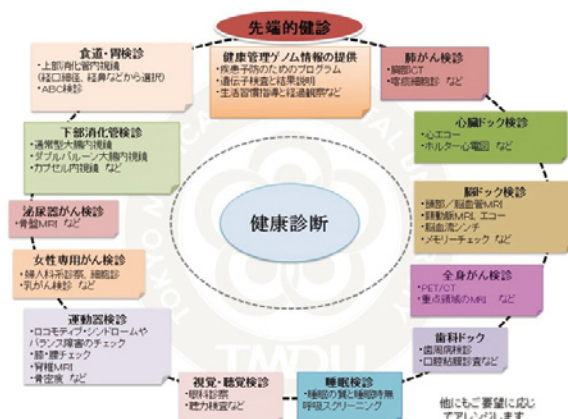 先端的健診
食道・胃検診
・上部消化管内視鏡
(経口細径、経鼻などから選択)
・ABC検診
健康管理ゲノム情報の提供
・疾患予防のためのプログラム
・遺伝子検査と結果説明
・生活習慣指導と経過観察など
肺がん検診
・胸部CT
・喀痰細胞診 など
下部消化管検診
・通常型大腸内視鏡
・ダブルバルーン大腸内視鏡
・カプセル内視鏡 など
心臓ドック検診
・心エコー
・ホルター心電図 など
泌尿器がん検診
・骨盤MRI など
健康診断
脳ドック検診
・頭部/脳血管MRI
・頸動脈MRI、エコー
・脳血流シンチ
・メモリーチェック など
女性専用がん検診
・婦人科系診察、細胞診
・乳がん検診 など
全身がん検診
・PET/CT
・重点領域のMRI など
運動器検診
・ロコモティブ・シンドロームや
バランス障害のチェック
・膝・腰チェック
・脊椎MRI
・骨密度 など
歯科ドック
・歯周病検診
・口腔粘膜診査など
視覚・聴覚検診
・眼科診察
・聴力検査など
睡眠検診
・睡眠の質と睡眠時無
呼吸スクリーニング
他にもご要望に応じ
てアレンジします
TMDU